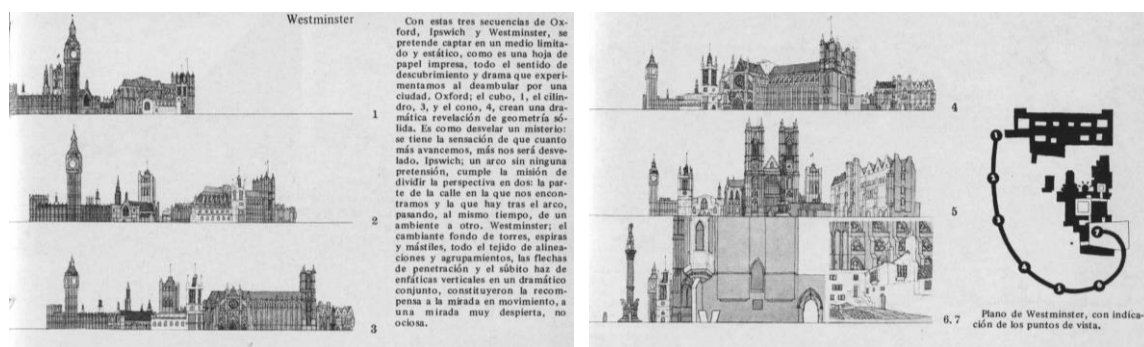 Westminster
Con estas tres secuencias de Ox-
ford, Ipswich y Westminster, se
pretende captar en un medio limita-
do y estático, como es una hoja de
papel impresa, todo el sentido de
descubrimiento y drama que experi-
mentamos al deambular por una
ciudad. Oxford; el cubo, 1, el cilin-
dro, 3, y el cono, 4, crean una dra-
mática revelación de geometría só-
lida. Es como desvelar un misterio:
se tiene la sensación de que cuanto
más avancemos, más nos será desve-
lado. Ipswich; un arco sin ninguna
pretensión, cumple la misión de
dividir la perspectiva en dos: la par-
te de la calle en la que nos encon-
tramos y la que hay tras el arco,
pasando, al mismo tiempo, de un
ambiente a otro. Westminster; el
cambiante fondo de torres, espiras
y mástiles, todo el tejido de alinea-
ciones y agrupamientos, las flechas
de penetración y el súbito haz de
enfáticas verticales en un dramático
conjunto, constituyeron la recom-
pensa a la mirada en movimiento, a
una mirada muy despierta, no
ociosa.
1
2
3
4
5
6, 7
Plano de Westminster, con indica-
ción de los puntos de vista.